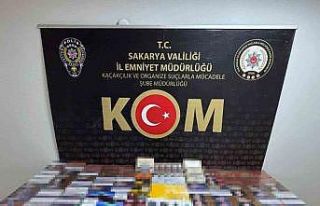 T.C.
SAKARYA VALİLİĞİ
İL EMNİYET MÜDÜRLÜĞÜ
KAÇAKÇILIK VE ORGANİZE SUÇLARLA MÜCADELE
ŞUBE MÜDÜRLÜĞÜ
KOM